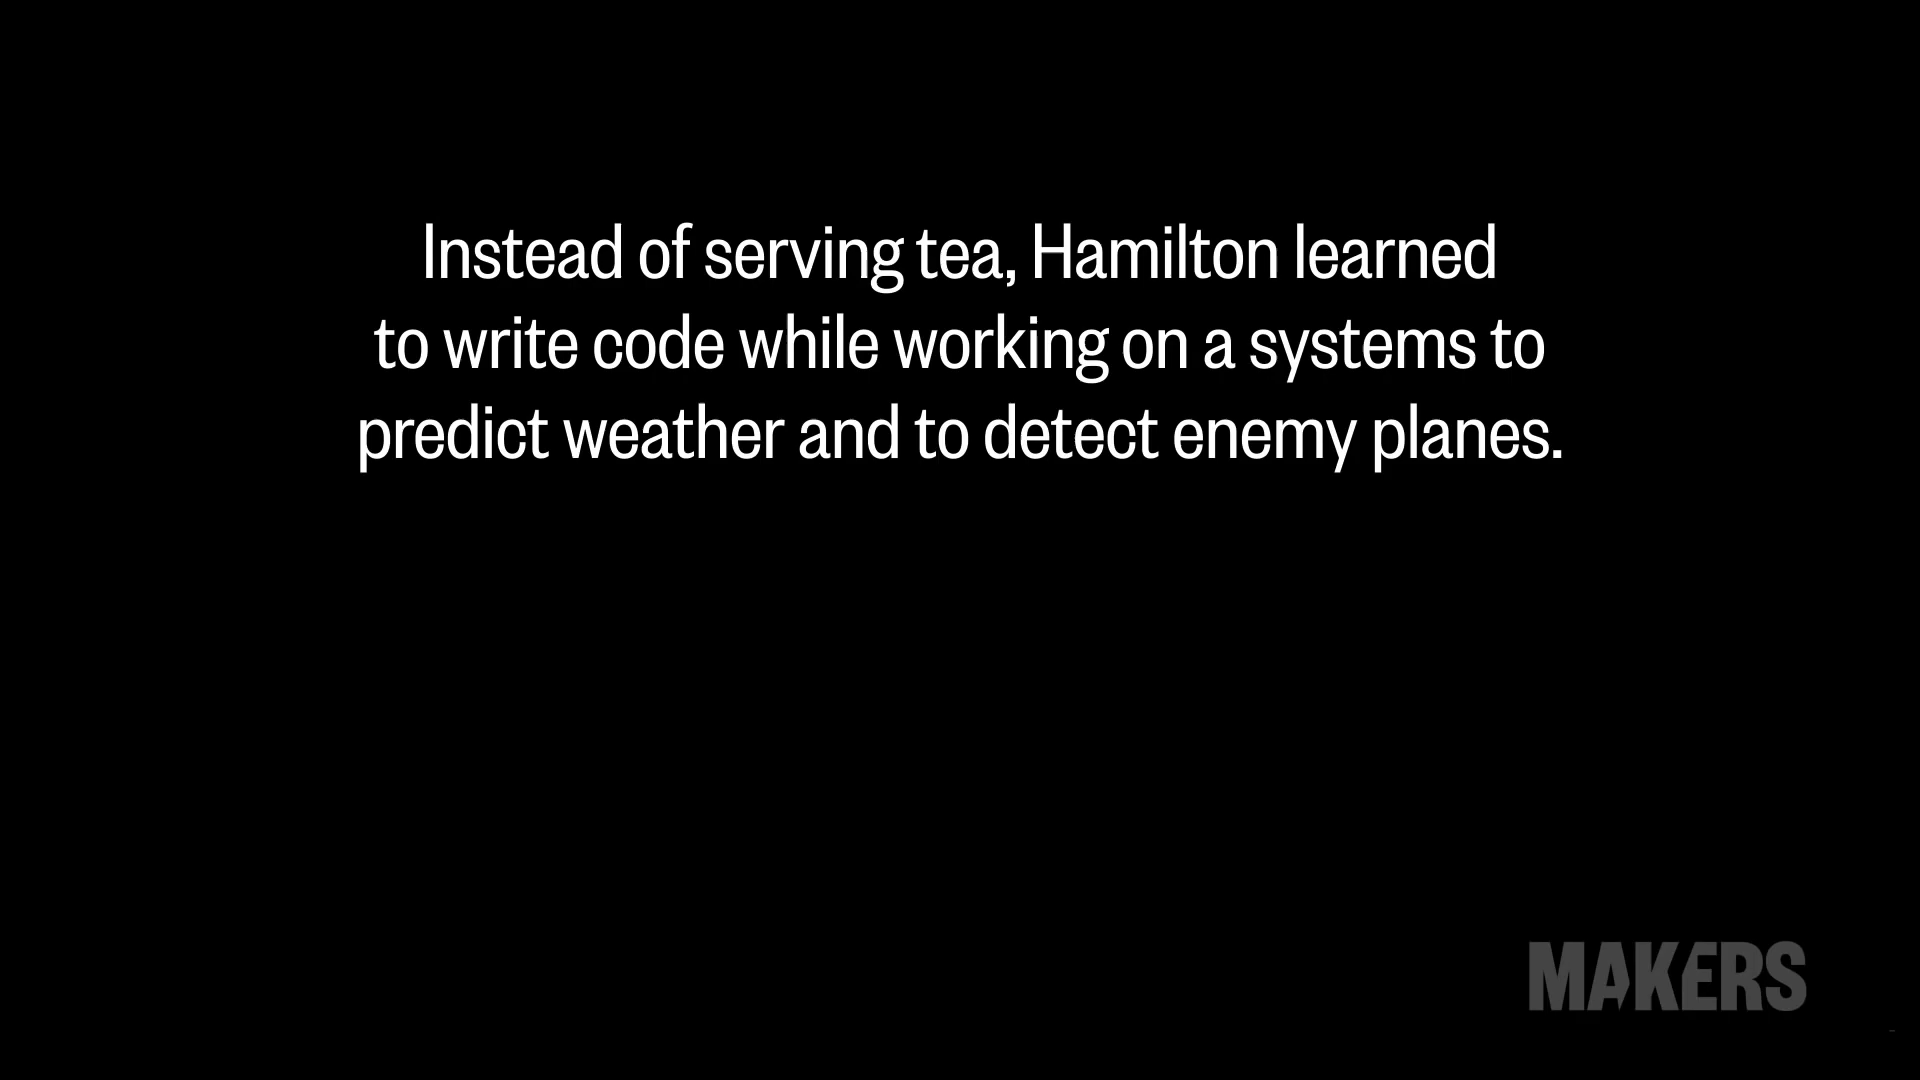 Instead of serving tea, Hamilton learned
to write code while working on a systems to
predict weather and to detect enemy planes.
MAKERS